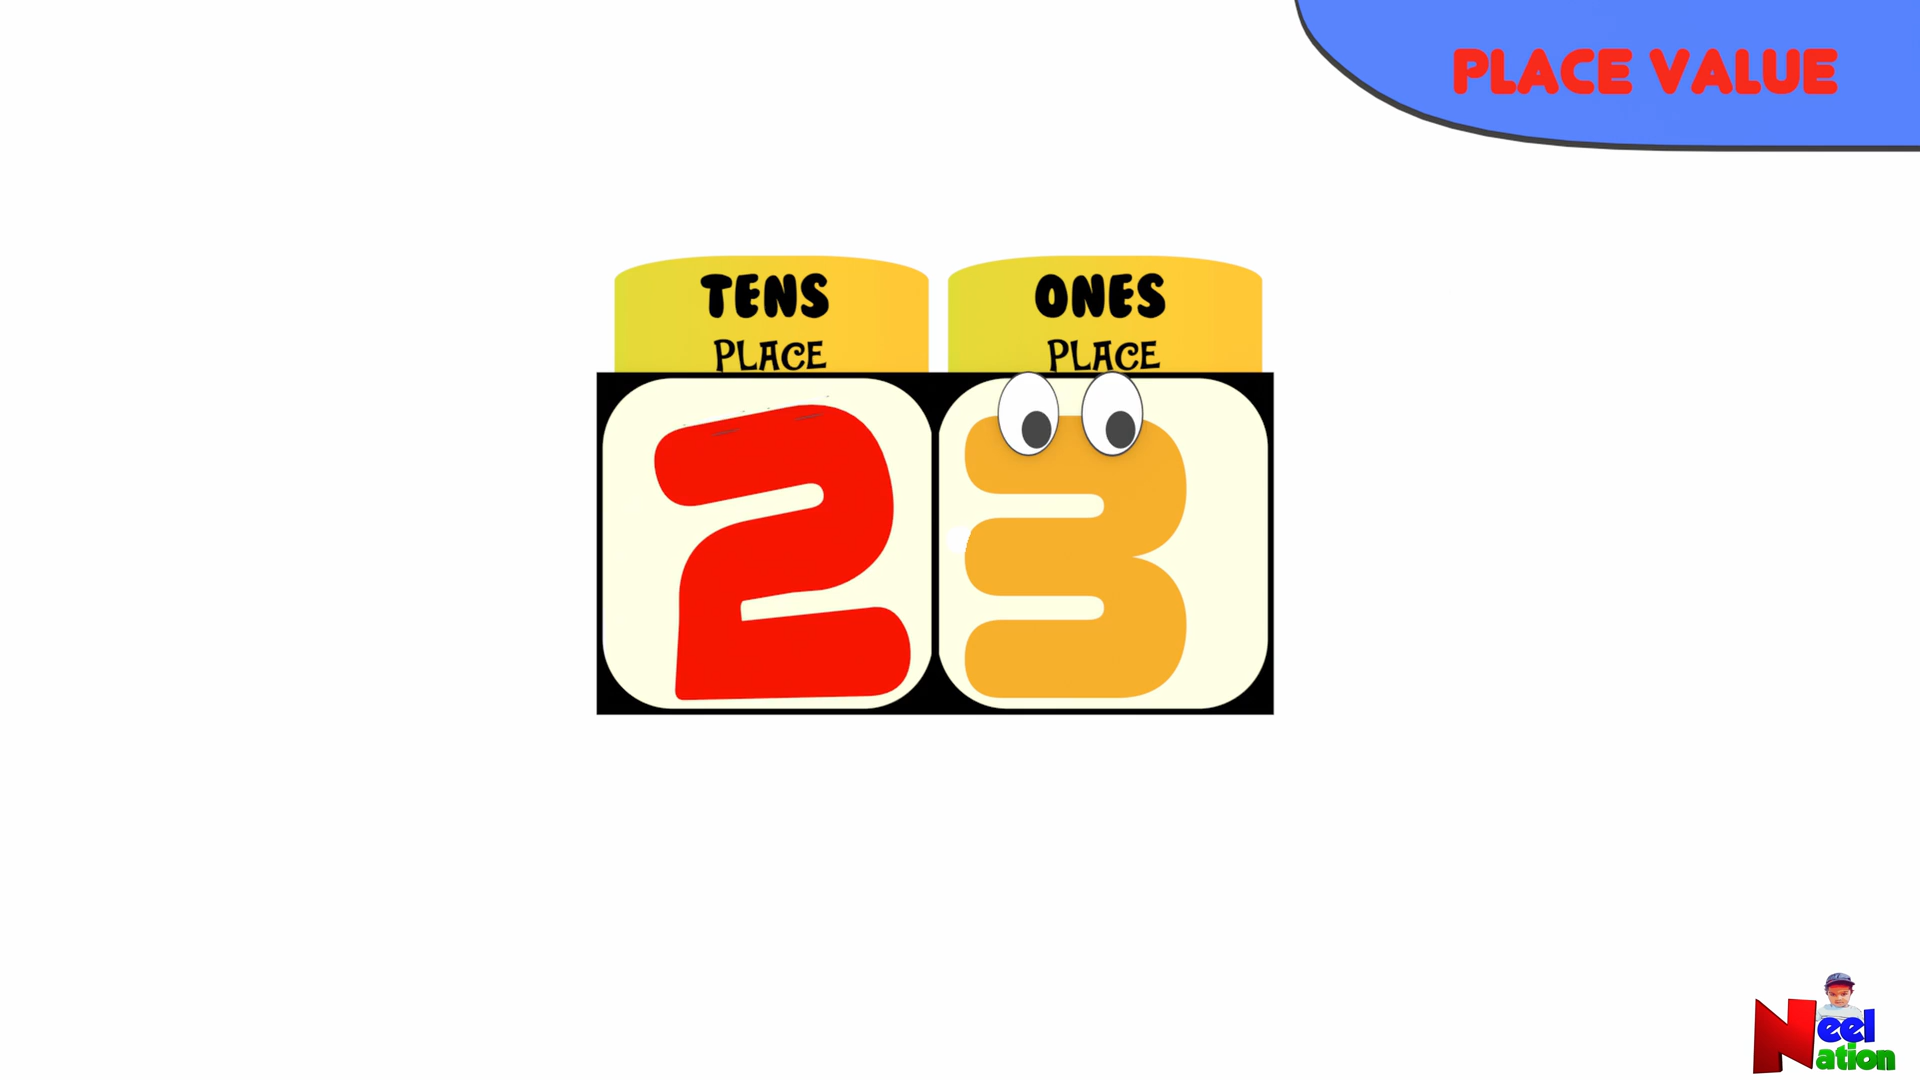 PLACE VALUE
TENS ONES
PLACE PLACE
2 3
Neel
Nation